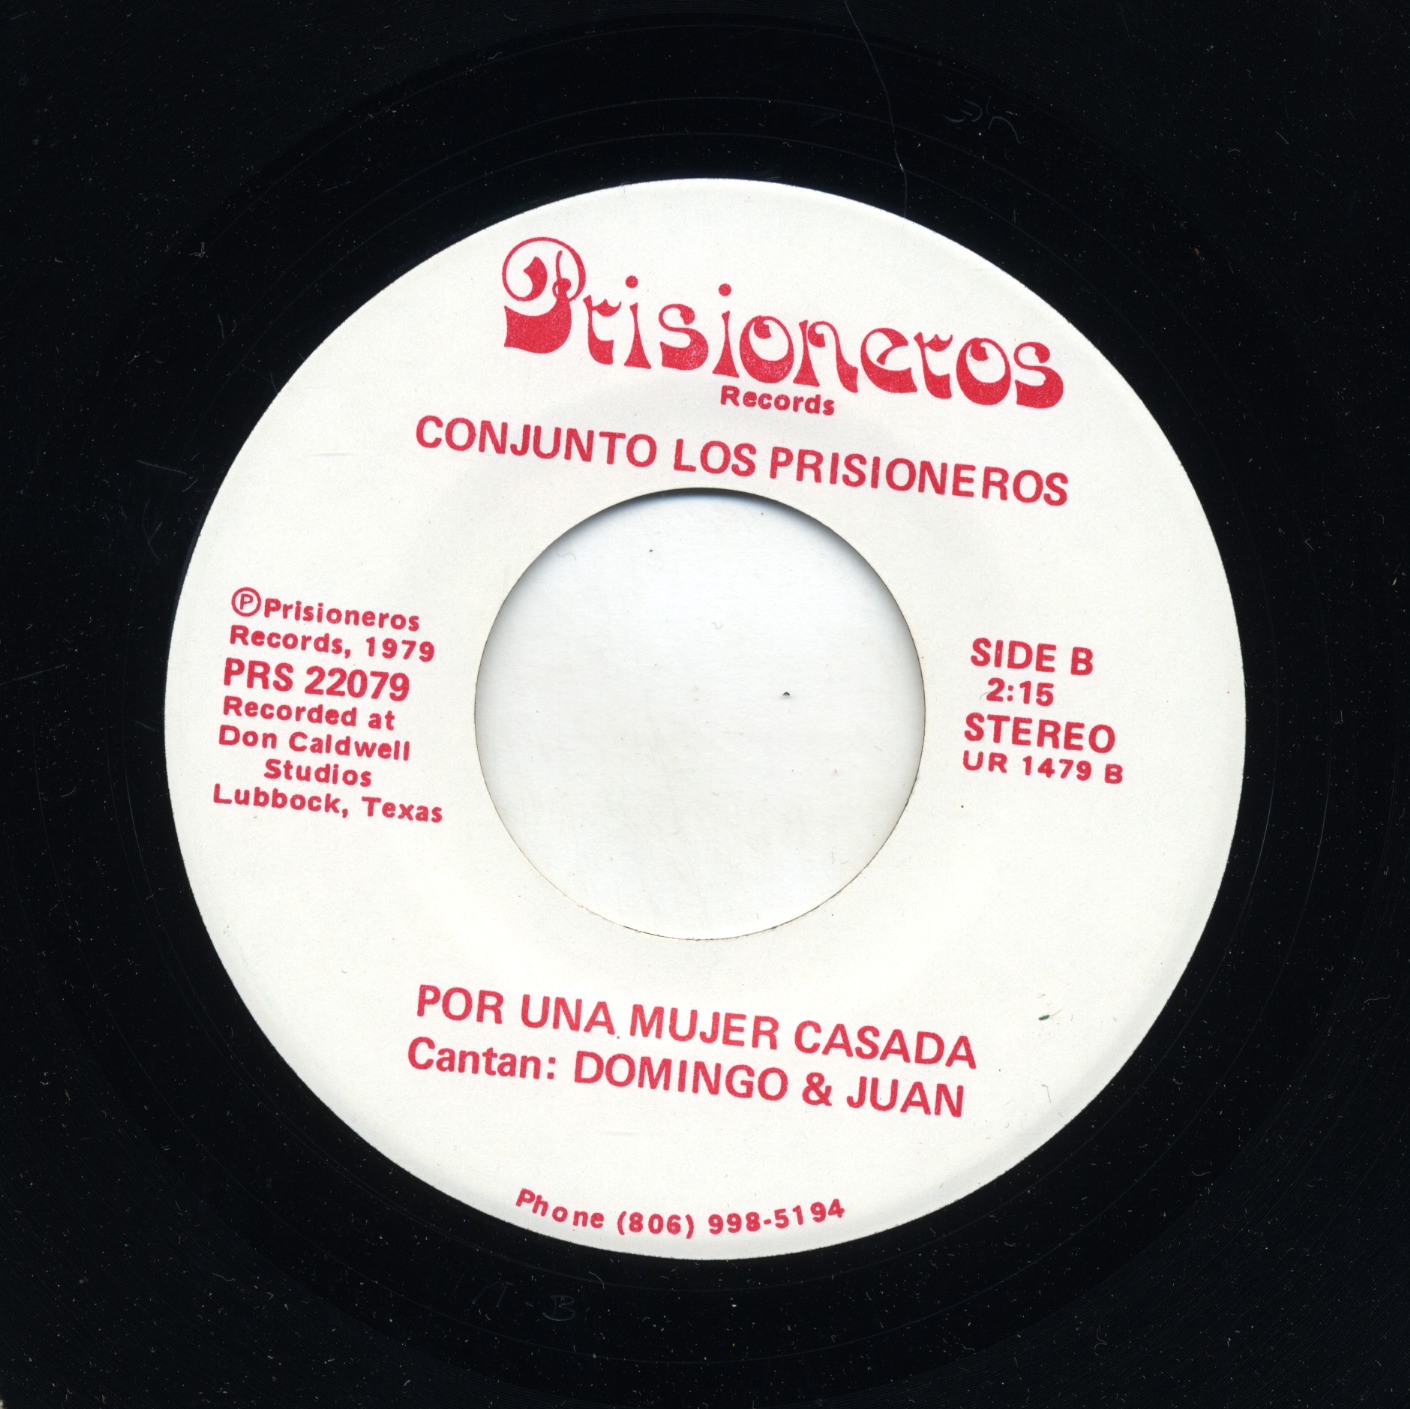 Prisioneros
Records
CONJUNTO LOS PRISIONEROS
Ⓟ Prisioneros
Records, 1979
PRS 22079
Recorded at
Don Caldwell
Studios
Lubbock, Texas
SIDE B
2:15
STEREO
UR 1479 B
POR UNA MUJER CASADA
Cantan: DOMINGO & JUAN
Phone (806) 998-5194